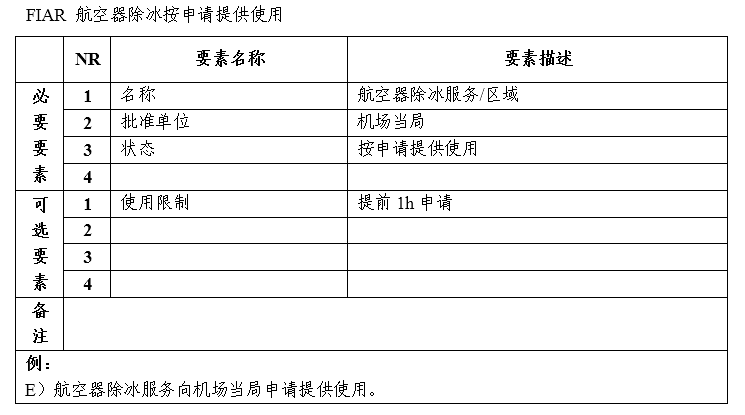 FIAR 航空器除冰按申请提供使用
NR 要素名称 要素描述
必要要素
1 名称 航空器除冰服务/区域
2 批准单位 机场当局
3 状态 按申请提供使用
4
可选要素
1 使用限制 提前1h申请
2
3
4
备注
例：
E）航空器除冰服务向机场当局申请提供使用。